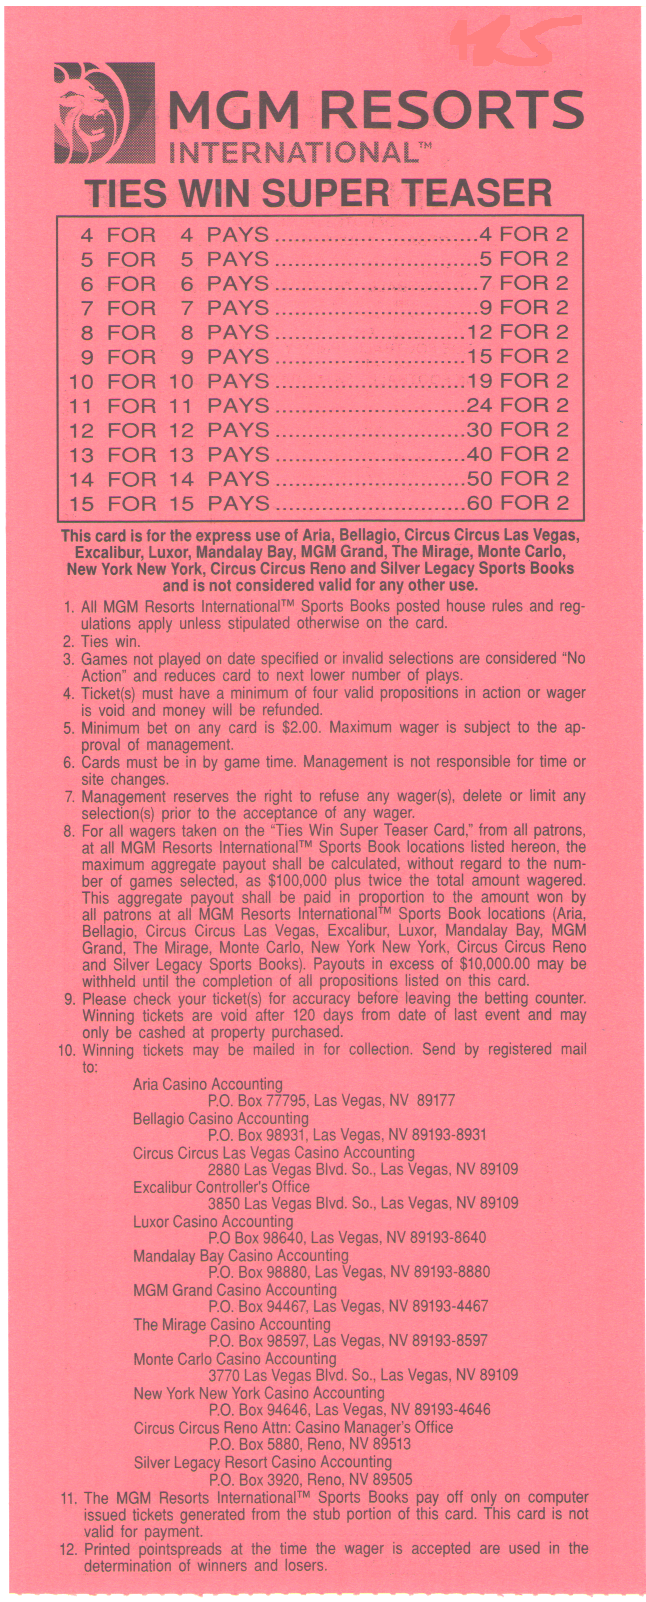 MGM RESORTS
INTERNATIONAL™
TIES WIN SUPER TEASER
4 FOR 4 PAYS ...............................4 FOR 2
5 FOR 5 PAYS ...............................5 FOR 2
6 FOR 6 PAYS ...............................7 FOR 2
7 FOR 7 PAYS ...............................9 FOR 2
8 FOR 8 PAYS .............................12 FOR 2
9 FOR 9 PAYS .............................15 FOR 2
10 FOR 10 PAYS .............................19 FOR 2
11 FOR 11 PAYS .............................24 FOR 2
12 FOR 12 PAYS .............................30 FOR 2
13 FOR 13 PAYS .............................40 FOR 2
14 FOR 14 PAYS .............................50 FOR 2
15 FOR 15 PAYS .............................60 FOR 2
This card is for the express use of Aria, Bellagio, Circus Circus Las Vegas,
Excalibur, Luxor, Mandalay Bay, MGM Grand, The Mirage, Monte Carlo,
New York New York, Circus Circus Reno and Silver Legacy Sports Books
and is not considered valid for any other use.
1. All MGM Resorts International™ Sports Books posted house rules and reg-
ulations apply unless stipulated otherwise on the card.
2. Ties win.
3. Games not played on date specified or invalid selections are considered “No
Action” and reduces card to next lower number of plays.
4. Ticket(s) must have a minimum of four valid propositions in action or wager
is void and money will be refunded.
5. Minimum bet on any card is $2.00. Maximum wager is subject to the ap-
proval of management.
6. Cards must be in by game time. Management is not responsible for time or
site changes.
7. Management reserves the right to refuse any wager(s), delete or limit any
selection(s) prior to the acceptance of any wager.
8. For all wagers taken on the “Ties Win Super Teaser Card,” from all patrons,
at all MGM Resorts International™ Sports Book locations listed hereon, the
maximum aggregate payout shall be calculated, without regard to the num-
ber of games selected, as $100,000 plus twice the total amount wagered.
This aggregate payout shall be paid in proportion to the amount won by
all patrons at all MGM Resorts International™ Sports Book locations (Aria,
Bellagio, Circus Circus Las Vegas, Excalibur, Luxor, Mandalay Bay, MGM
Grand, The Mirage, Monte Carlo, New York New York, Circus Circus Reno
and Silver Legacy Sports Books). Payouts in excess of $10,000.00 may be
withheld until the completion of all propositions listed on this card.
9. Please check your ticket(s) for accuracy before leaving the betting counter.
Winning tickets are void after 120 days from date of last event and may
only be cashed at property purchased.
10. Winning tickets may be mailed in for collection. Send by registered mail
to:
Aria Casino Accounting
P.O. Box 77795, Las Vegas, NV 89177
Bellagio Casino Accounting
P.O. Box 98931, Las Vegas, NV 89193-8931
Circus Circus Las Vegas Casino Accounting
2880 Las Vegas Blvd. So., Las Vegas, NV 89109
Excalibur Controller's Office
3850 Las Vegas Blvd. So., Las Vegas, NV 89109
Luxor Casino Accounting
P.O Box 98640, Las Vegas, NV 89193-8640
Mandalay Bay Casino Accounting
P.O. Box 98880, Las Vegas, NV 89193-8880
MGM Grand Casino Accounting
P.O. Box 94467, Las Vegas, NV 89193-4467
The Mirage Casino Accounting
P.O. Box 98597, Las Vegas, NV 89193-8597
Monte Carlo Casino Accounting
3770 Las Vegas Blvd. So., Las Vegas, NV 89109
New York New York Casino Accounting
P.O. Box 94646, Las Vegas, NV 89193-4646
Circus Circus Reno Attn: Casino Manager's Office
P.O. Box 5880, Reno, NV 89513
Silver Legacy Resort Casino Accounting
P.O. Box 3920, Reno, NV 89505
11. The MGM Resorts International™ Sports Books pay off only on computer
issued tickets generated from the stub portion of this card. This card is not
valid for payment.
12. Printed pointspreads at the time the wager is accepted are used in the
determination of winners and losers.